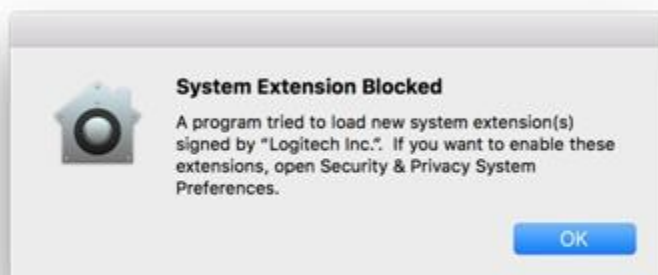 System Extension Blocked
A program tried to load new system extension(s)
signed by "Logitech Inc.". If you want to enable these
extensions, open Security & Privacy System
Preferences.
OK